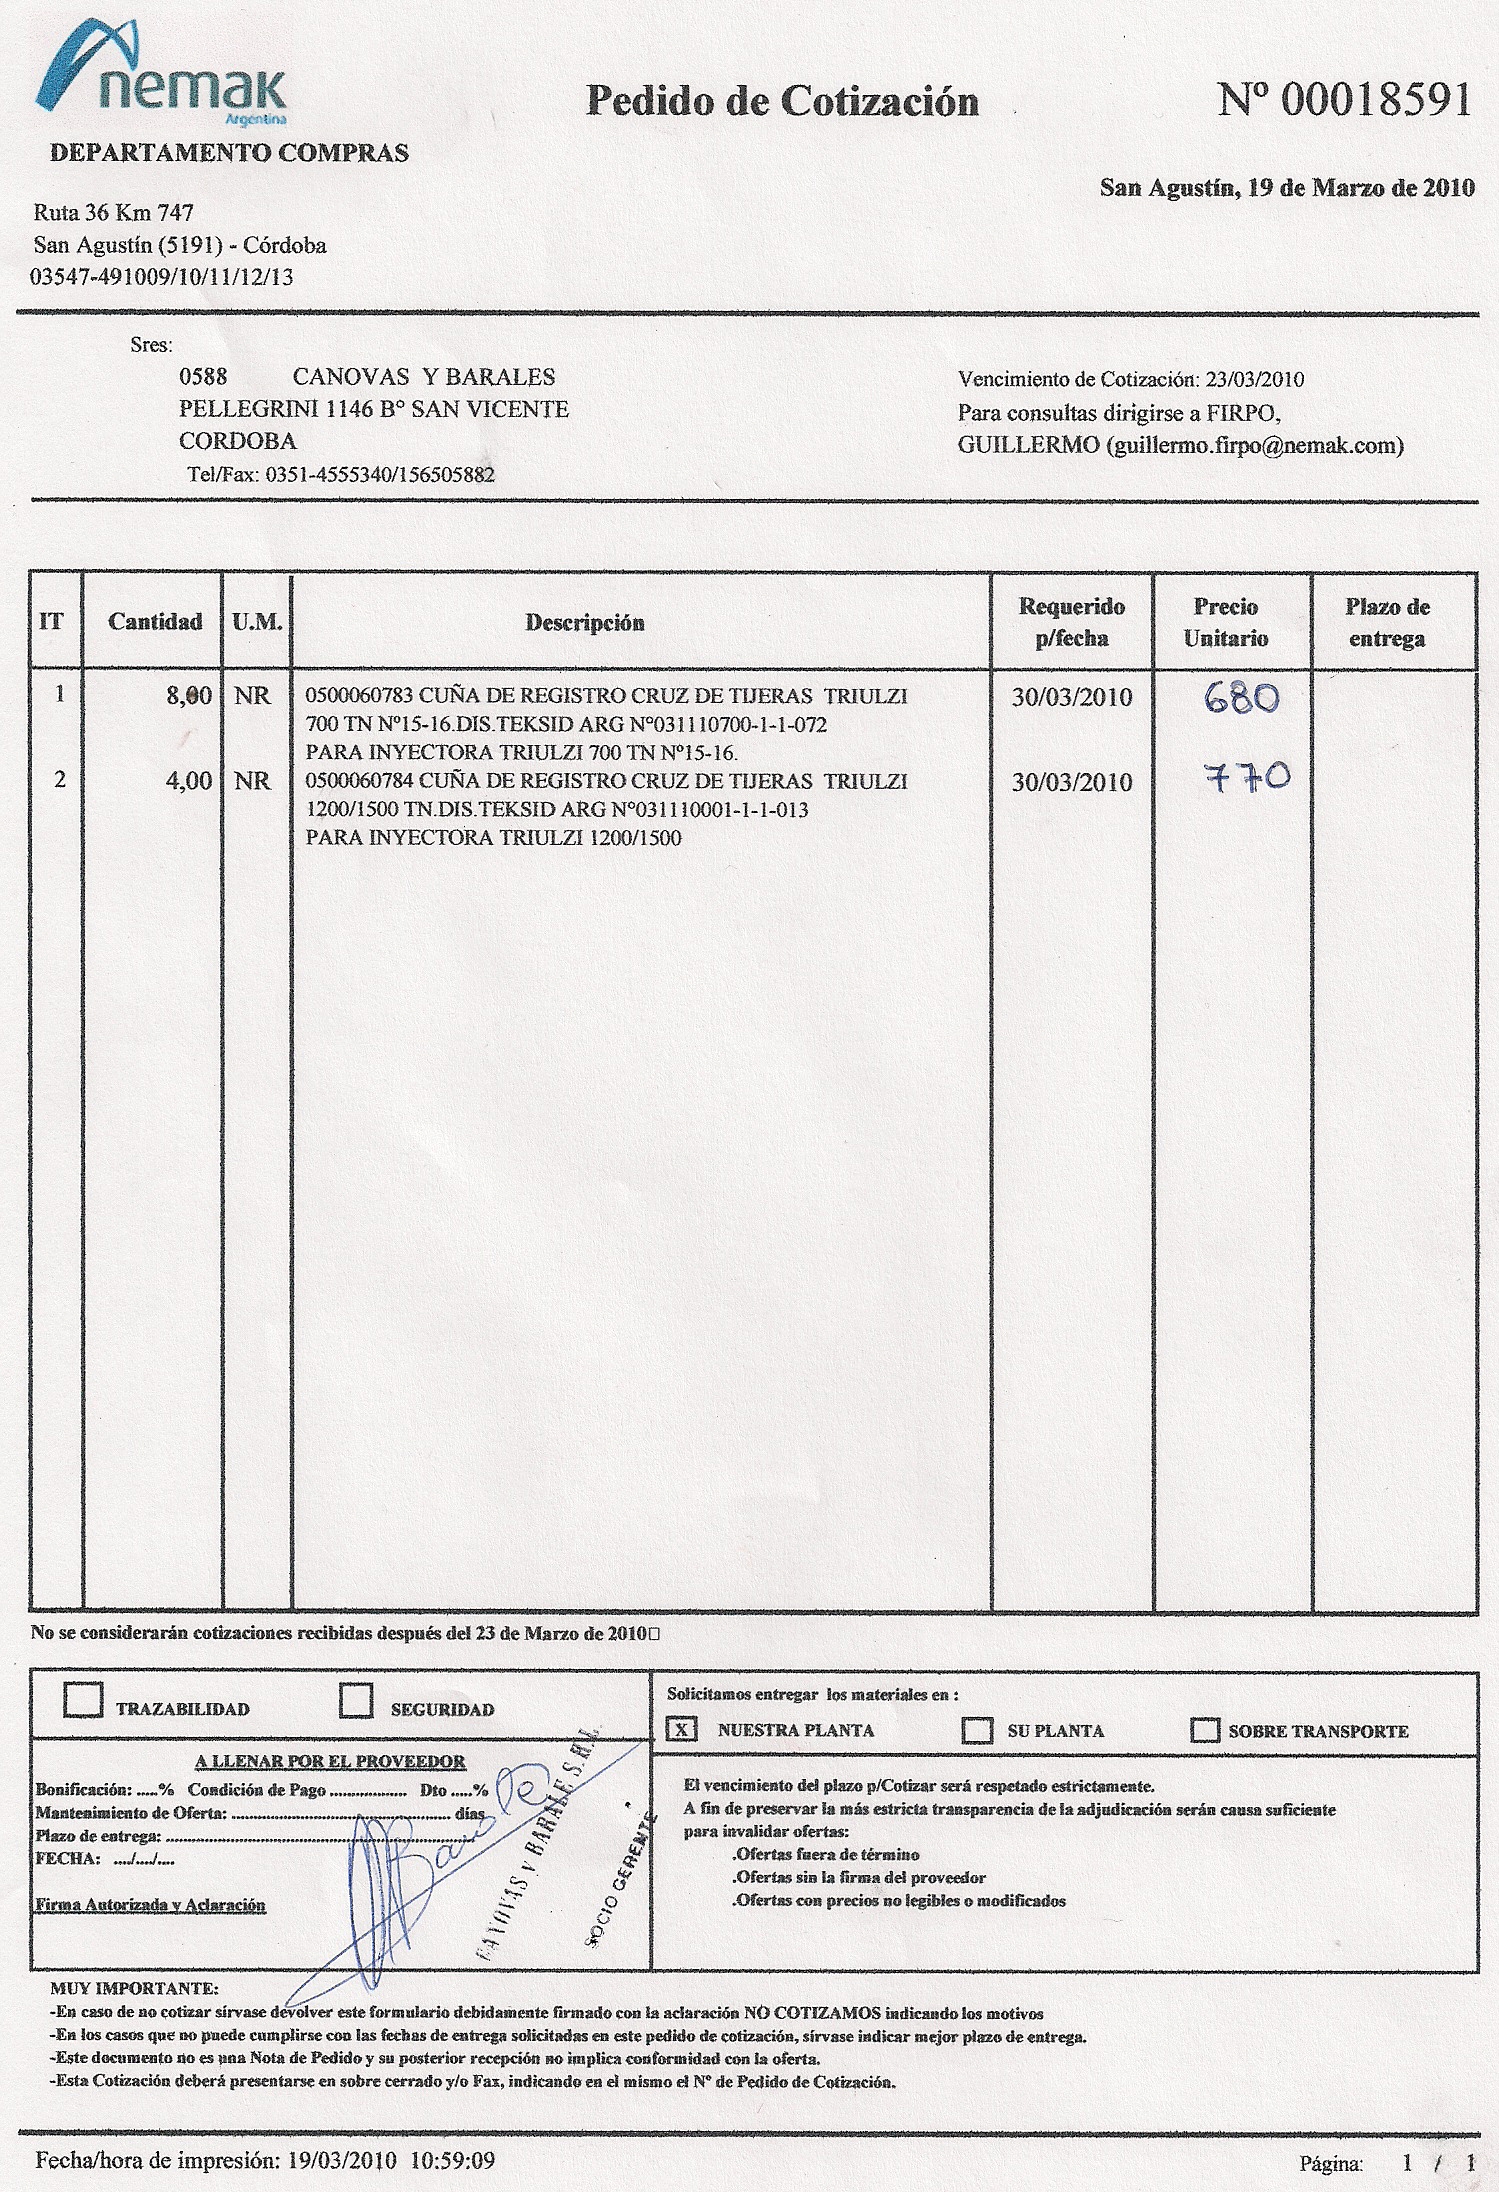 nemak
Argentina
Pedido de Cotización
Nº 00018591
DEPARTAMENTO COMPRAS
San Agustín, 19 de Marzo de 2010
Ruta 36 Km 747
San Agustín (5191) - Córdoba
03547-491009/10/11/12/13
Sres:
0588 CANOVAS Y BARALES
PELLEGRINI 1146 B° SAN VICENTE
CORDOBA
Tel/Fax: 0351-4555340/156505882
Vencimiento de Cotización: 23/03/2010
Para consultas dirigirse a FIRPO,
GUILLERMO (guillermo.firpo@nemak.com)
IT Cantidad U.M. Descripción Requerido p/fecha Precio Unitario Plazo de entrega
1 8,00 NR 0500060783 CUÑA DE REGISTRO CRUZ DE TIJERAS TRIULZI 30/03/2010 680
700 TN Nº15-16.DIS.TEKSID ARG N°031110700-1-1-072
PARA INYECTORA TRIULZI 700 TN Nº15-16.
2 4,00 NR 0500060784 CUÑA DE REGISTRO CRUZ DE TIJERAS TRIULZI 30/03/2010 770
1200/1500 TN.DIS.TEKSID ARG N°031110001-1-1-013
PARA INYECTORA TRIULZI 1200/1500
No se considerarán cotizaciones recibidas después del 23 de Marzo de 2010□
TRAZABILIDAD SEGURIDAD
A LLENAR POR EL PROVEEDOR
Bonificación: .....% Condición de Pago .................... Dto .....%
Mantenimiento de Oferta: ........................................................ dias
Plazo de entrega: ................................................................................
FECHA: ..../..../....
Firma Autorizada y Aclaración
CANOVAS Y BARALE S.R.L.
SOCIO GERENTE
Solicitamos entregar los materiales en :
X NUESTRA PLANTA SU PLANTA SOBRE TRANSPORTE
El vencimiento del plazo p/Cotizar será respetado estrictamente.
A fin de preservar la más estricta transparencia de la adjudicación serán causa suficiente
para invalidar ofertas:
.Ofertas fuera de término
.Ofertas sin la firma del proveedor
.Ofertas con precios no legibles o modificados
MUY IMPORTANTE:
-En caso de no cotizar sírvase devolver este formulario debidamente firmado con la aclaración NO COTIZAMOS indicando los motivos
-En los casos que no puede cumplirse con las fechas de entrega solicitadas en este pedido de cotización, sírvase indicar mejor plazo de entrega.
-Este documento no es una Nota de Pedido y su posterior recepción no implica conformidad con la oferta.
-Esta Cotización deberá presentarse en sobre cerrado y/o Fax, indicando en el mismo el N° de Pedido de Cotización.
Fecha/hora de impresión: 19/03/2010 10:59:09
Página: 1 / 1